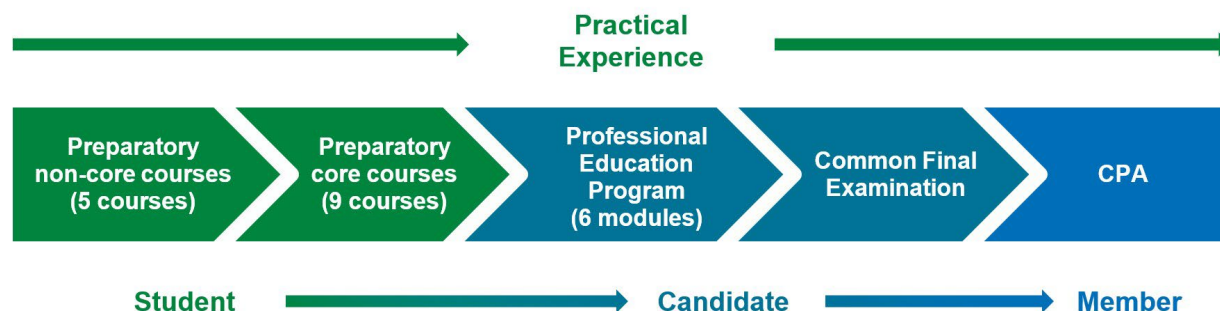 Practical
Experience
Preparatory
non-core courses
(5 courses)
Preparatory
core courses
(9 courses)
Professional
Education
Program
(6 modules)
Common Final
Examination
CPA
Student
Candidate
Member